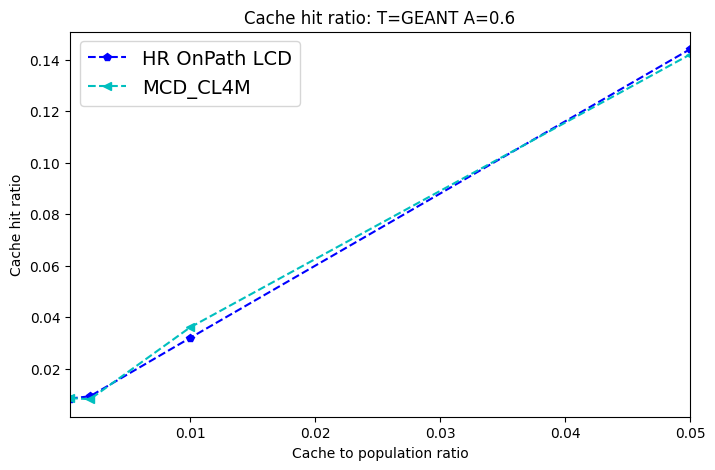 Cache hit ratio: T=GEANT A=0.6
HR OnPath LCD
MCD_CL4M
Cache hit ratio
0.14
0.12
0.10
0.08
0.06
0.04
0.02
0.01 0.02 0.03 0.04 0.05
Cache to population ratio